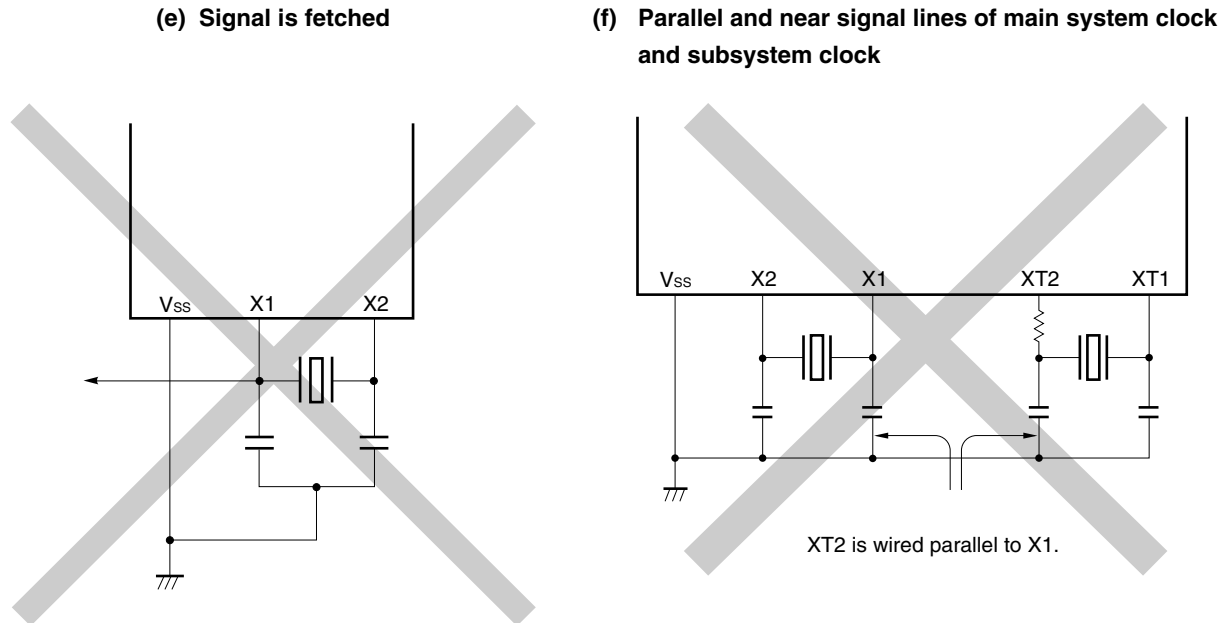 (e) Signal is fetched
(f) Parallel and near signal lines of main system clock
and subsystem clock
VSS X1 X2
VSS X2 X1 XT2 XT1
XT2 is wired parallel to X1.